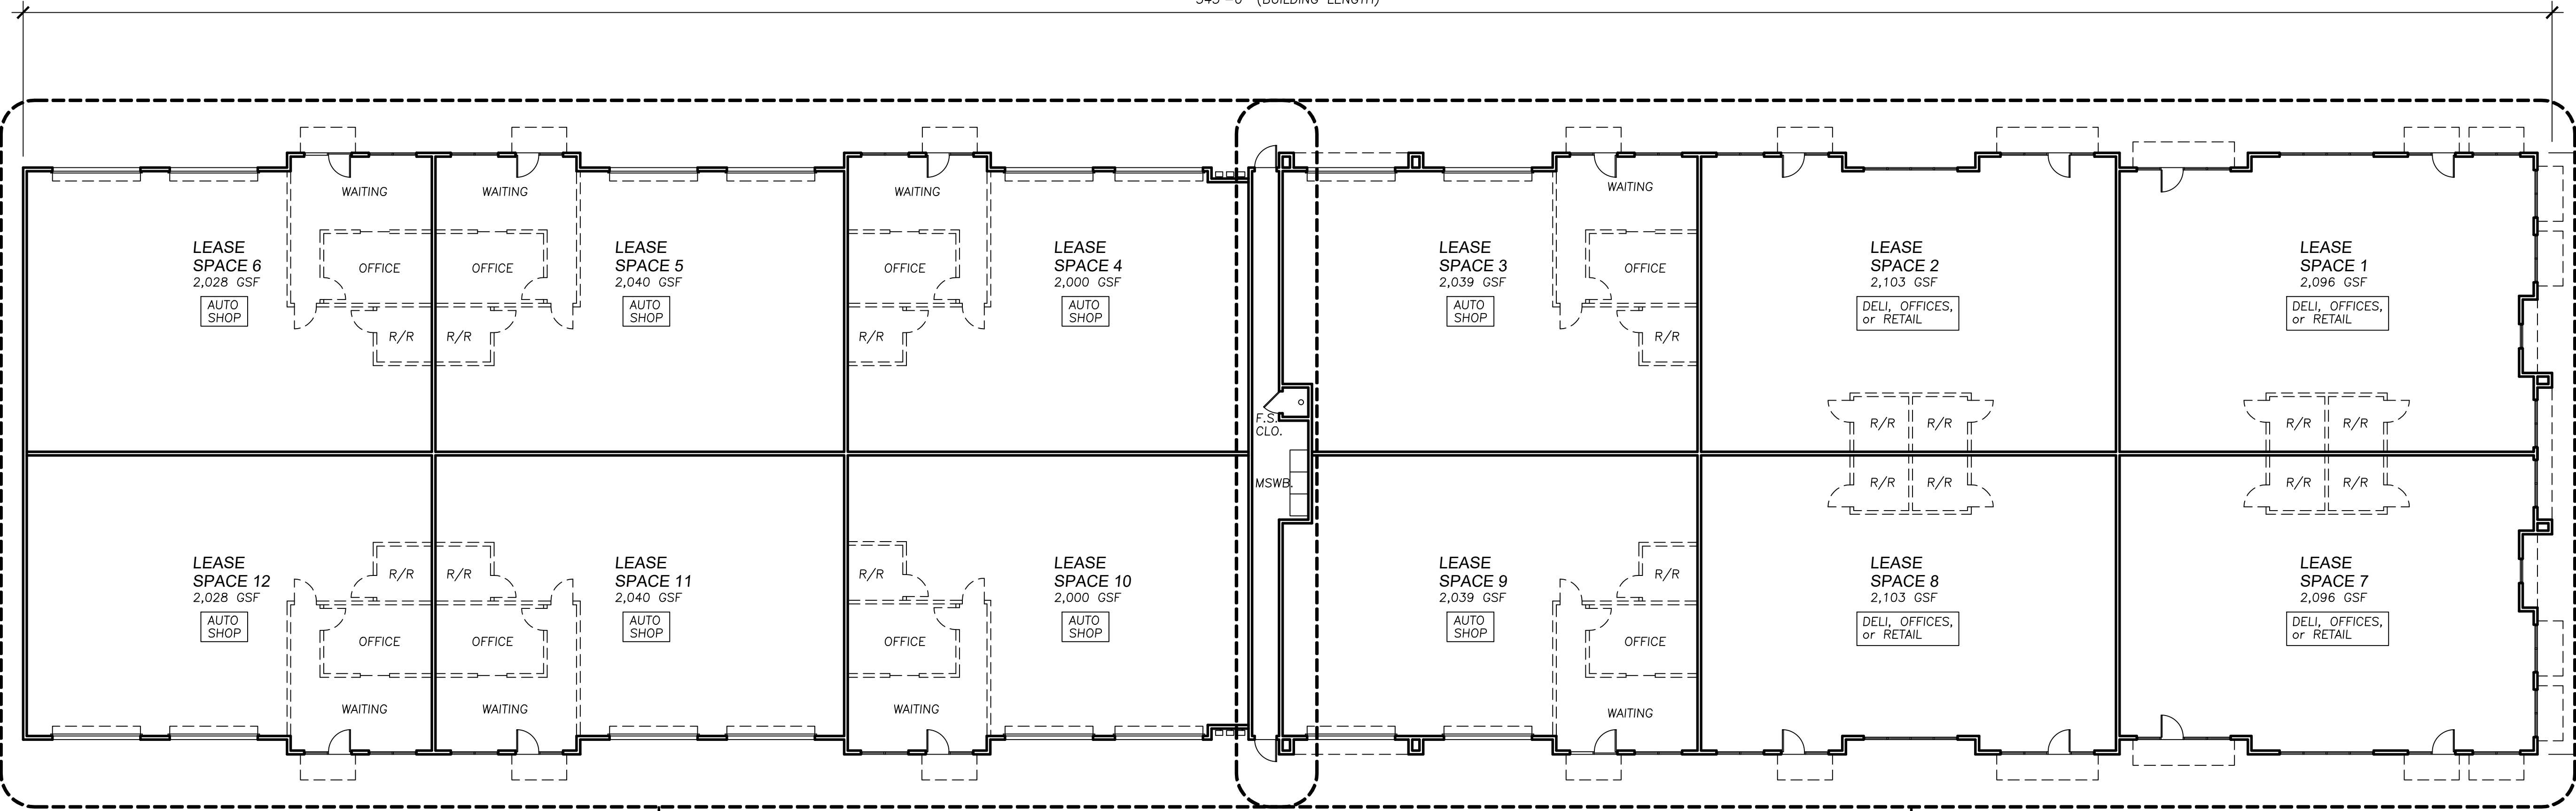 (BUILDING LENGTH)
WAITING
WAITING
WAITING
WAITING
LEASE
SPACE 6
2,028 GSF
AUTO
SHOP
OFFICE
R/R
OFFICE
R/R
LEASE
SPACE 5
2,040 GSF
AUTO
SHOP
OFFICE
R/R
LEASE
SPACE 4
2,000 GSF
AUTO
SHOP
LEASE
SPACE 3
2,039 GSF
AUTO
SHOP
OFFICE
R/R
LEASE
SPACE 2
2,103 GSF
DELI, OFFICES,
or RETAIL
LEASE
SPACE 1
2,096 GSF
DELI, OFFICES,
or RETAIL
F.S.
CLO.
R/R
R/R
R/R
R/R
MSWB.
R/R
R/R
R/R
R/R
LEASE
SPACE 12
2,028 GSF
AUTO
SHOP
R/R
OFFICE
WAITING
R/R
OFFICE
WAITING
LEASE
SPACE 11
2,040 GSF
AUTO
SHOP
R/R
OFFICE
WAITING
LEASE
SPACE 10
2,000 GSF
AUTO
SHOP
LEASE
SPACE 9
2,039 GSF
AUTO
SHOP
R/R
OFFICE
WAITING
LEASE
SPACE 8
2,103 GSF
DELI, OFFICES,
or RETAIL
LEASE
SPACE 7
2,096 GSF
DELI, OFFICES,
or RETAIL